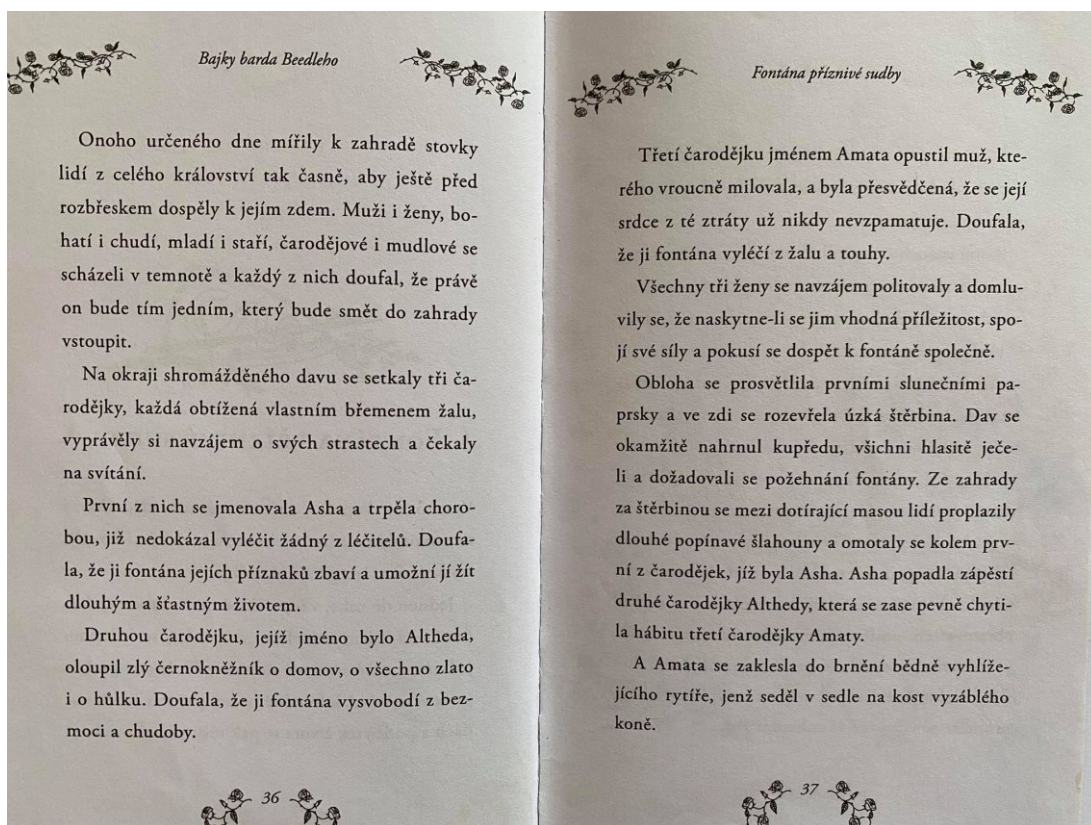 Bajky barda Beedleho
Onoho určeného dne mířily k zahradě stovky
lidí z celého království tak časně, aby ještě před
rozbřeskem dospěly k jejím zdem. Muži i ženy, bo-
hatí i chudí, mladí i staří, čarodějové i mudlové se
scházeli v temnotě a každý z nich doufal, že právě
on bude tím jedním, který bude smět do zahrady
vstoupit.
Na okraji shromážděného davu se setkaly tři ča-
rodějky, každá obtížená vlastním břemenem žalu,
vyprávěly si navzájem o svých strastech a čekaly
na svítání.
První z nich se jmenovala Asha a trpěla choro-
bou, již nedokázal vyléčit žádný z léčitelů. Doufa-
la, že ji fontána jejích příznaků zbaví a umožní jí žít
dlouhým a šťastným životem.
Druhou čarodějku, jejíž jméno bylo Altheda,
oloupil zlý černokněžník o domov, o všechno zlato
i o hůlku. Doufala, že ji fontána vysvobodí z bez-
moci a chudoby.
36
Fontána příznivé sudby
Třetí čarodějku jménem Amata opustil muž, kte-
rého vroucně milovala, a byla přesvědčená, že se její
srdce z té ztráty už nikdy nevzpamatuje. Doufala,
že ji fontána vyléčí z žalu a touhy.
Všechny tři ženy se navzájem politovaly a domlu-
vily se, že naskytne-li se jim vhodná příležitost, spo-
jí své síly a pokusí se dospět k fontáně společně.
Obloha se prosvětlila prvními slunečními pa-
prsky a ve zdi se rozevřela úzká štěrbina. Dav se
okamžitě nahrnul kupředu, všichni hlasitě ječe-
li a dožadovali se požehnání fontány. Ze zahrady
za štěrbinou se mezi dotírající masou lidí proplazily
dlouhé popínavé šlahouny a omotaly se kolem prv-
ní z čarodějek, jíž byla Asha. Asha popadla zápěstí
druhé čarodějky Althedy, která se zase pevně chyti-
la hábitu třetí čarodějky Amaty.
A Amata se zaklesla do brnění bědně vyhlíže-
jícího rytíře, jenž seděl v sedle na kost vyzáblého
koně.
37